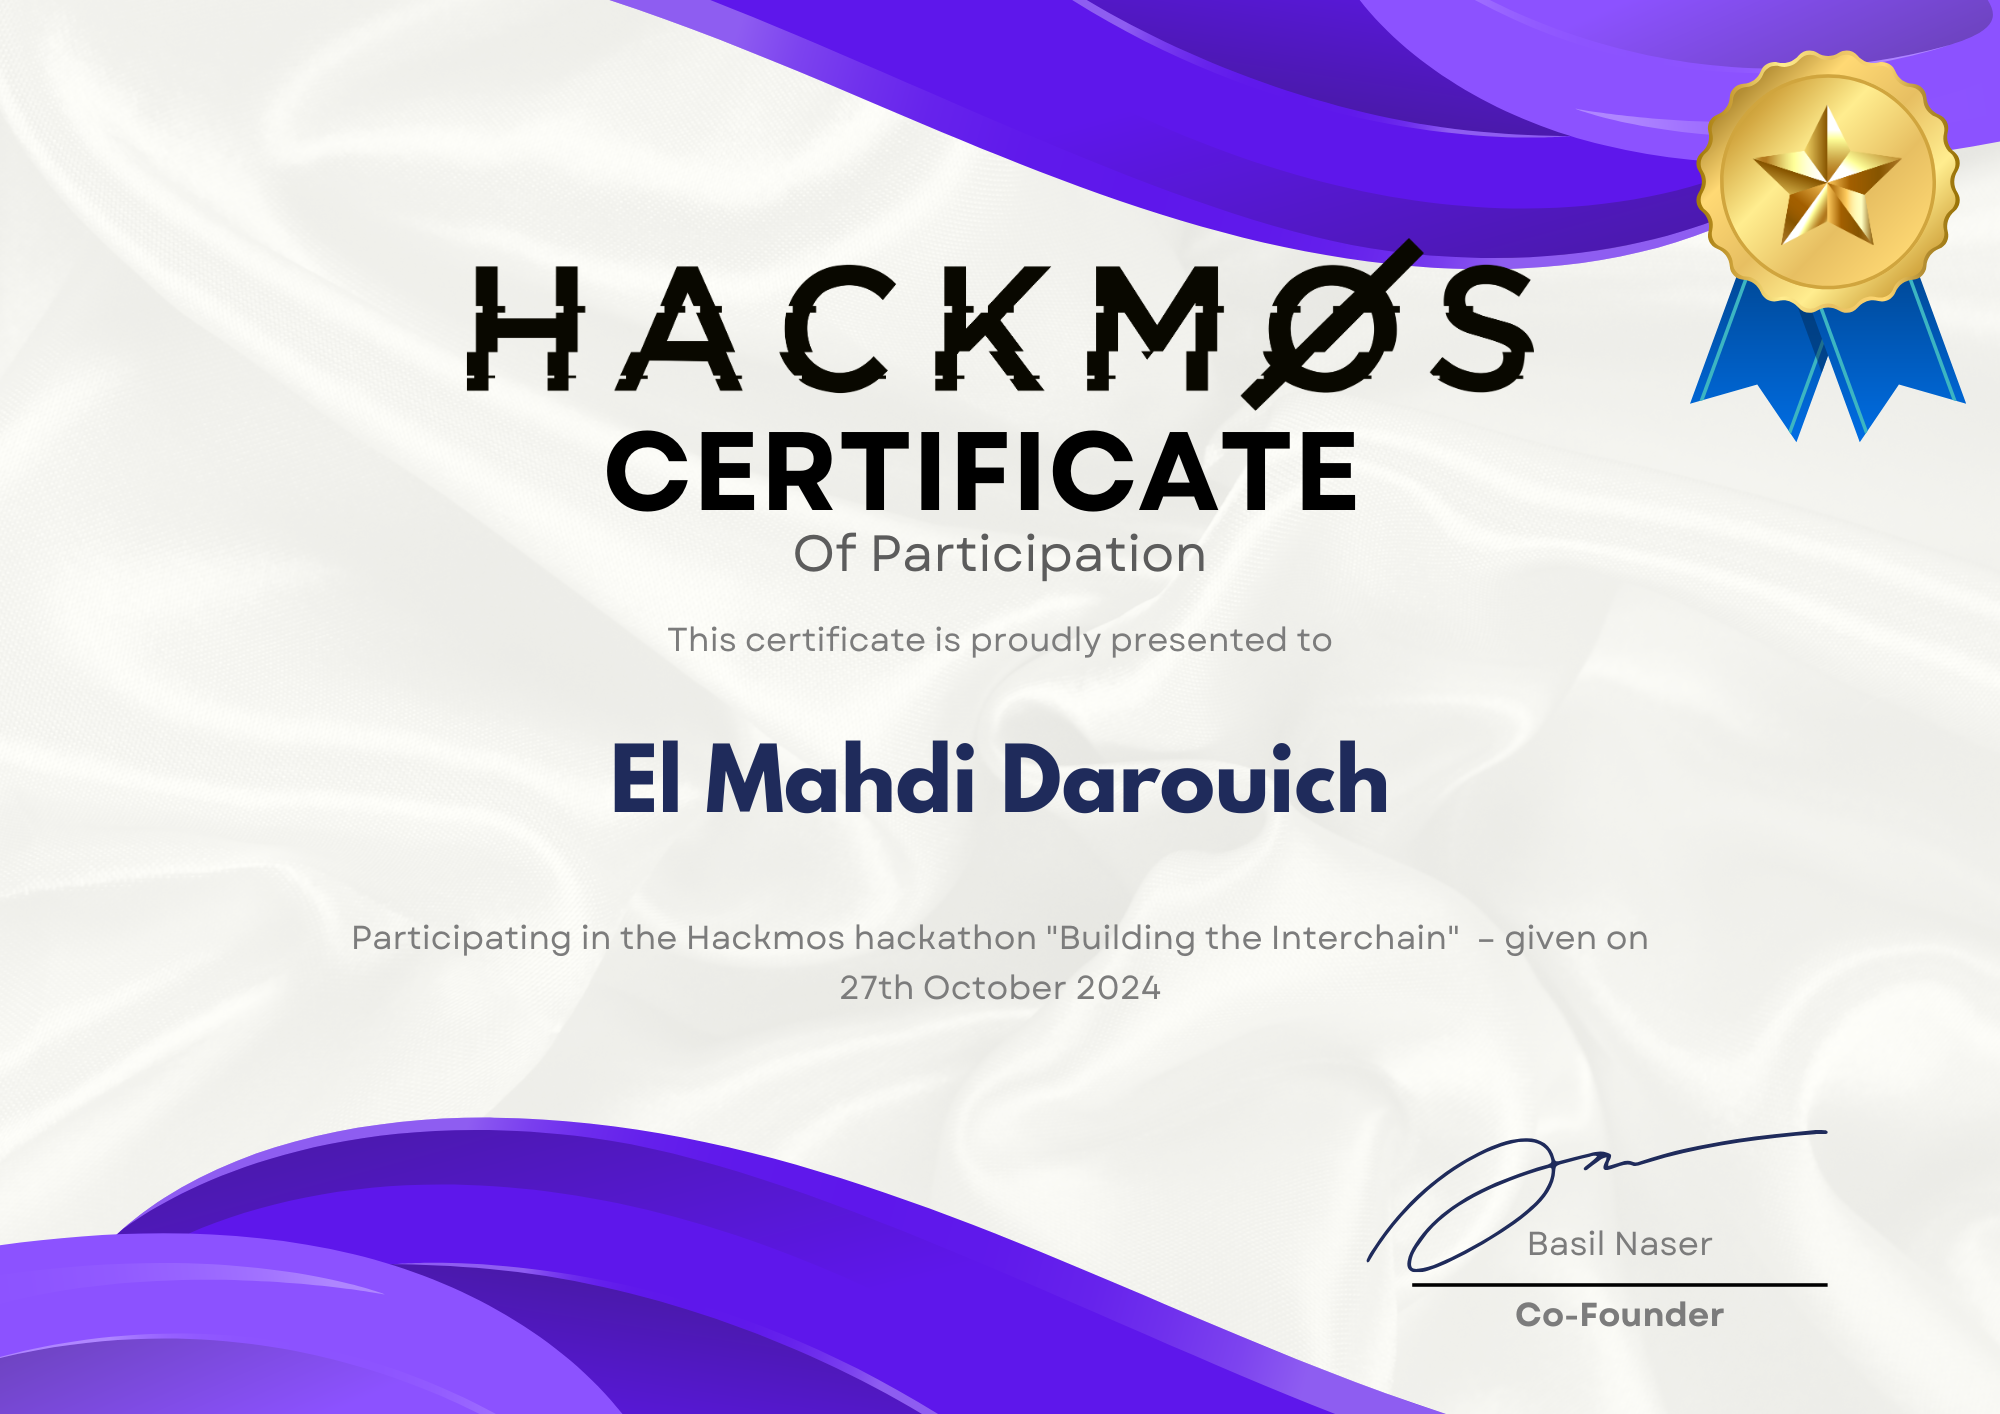 HACKMØS
CERTIFICATE
Of Participation
This certificate is proudly presented to
El Mahdi Darouich
Participating in the Hackmos hackathon "Building the Interchain"  – given on
27th October 2024
Basil Naser
Co-Founder